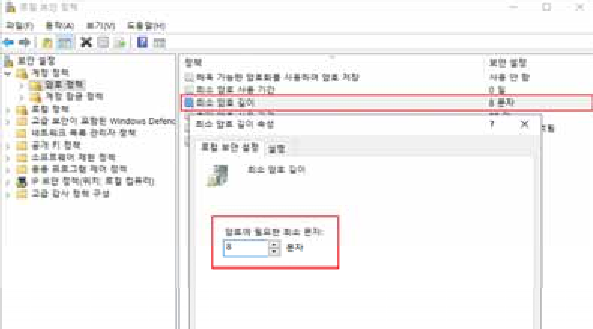 로컬 보안 정책
파일(F) 동작(A) 보기(V) 도움말(H)
보안 설정
계정 정책
암호 정책
계정 잠금 정책
로컬 정책
고급 보안이 포함된 Windows Defenc
네트워크 목록 관리자 정책
공개 키 정책
소프트웨어 제한 정책
응용 프로그램 제어 정책
IP 보안 정책(위치: 로컬 컴퓨터)
고급 감사 정책 구성
정책 보안 설정
해독 가능한 암호화를 사용하여 암호 저장 사용 안 함
최소 암호 사용 기간 0 일
최소 암호 길이 8 문자
최소 암호 길이 속성 ? ×
로컬 보안 설정 설명
최소 암호 길이
암호에 필요한 최소 문자:
8 문자